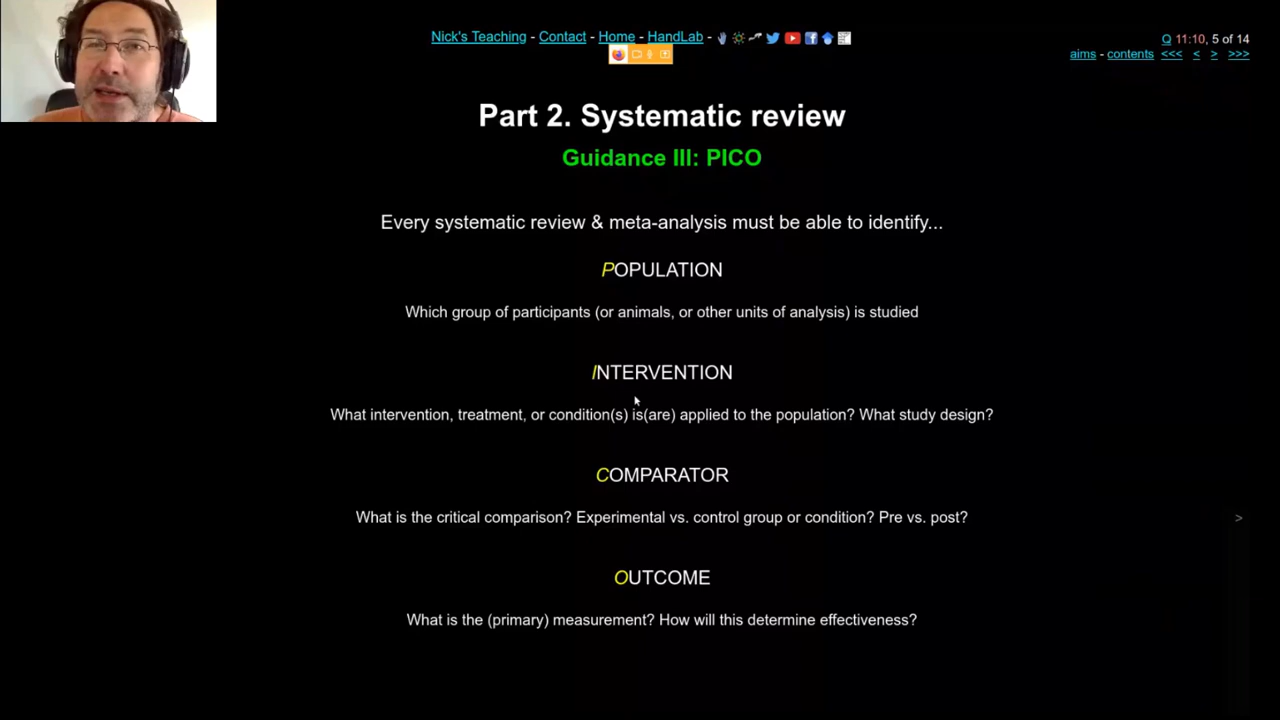 Nick's Teaching - Contact - Home - HandLab -
Q 11:10, 5 of 14
aims - contents <<< < > >>>
Part 2. Systematic review
Guidance III: PICO
Every systematic review & meta-analysis must be able to identify...
POPULATION
Which group of participants (or animals, or other units of analysis) is studied
INTERVENTION
What intervention, treatment, or condition(s) is(are) applied to the population? What study design?
COMPARATOR
What is the critical comparison? Experimental vs. control group or condition? Pre vs. post?
>
OUTCOME
What is the (primary) measurement? How will this determine effectiveness?